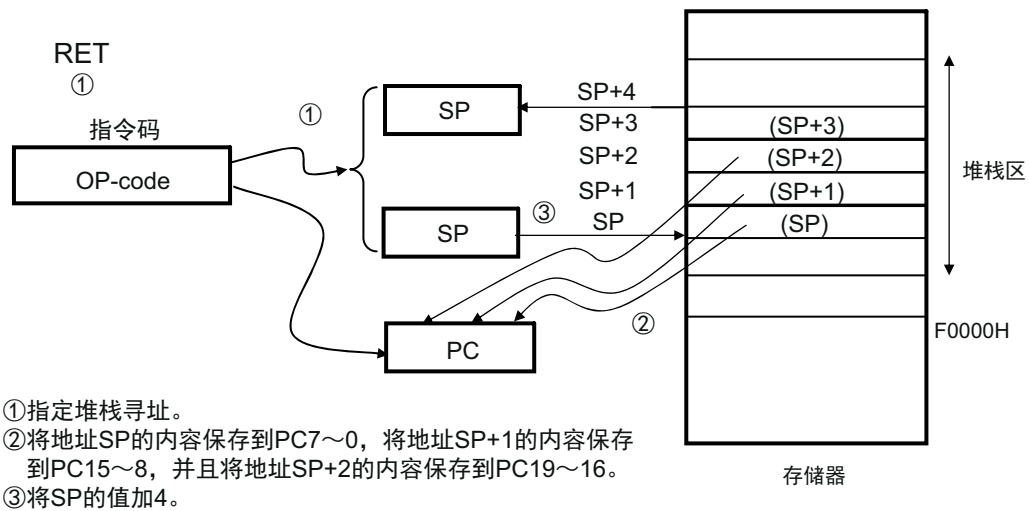 RET
①
指令码
OP-code
①
SP
SP+4
SP+3
SP+2
SP+1
③
SP
SP
(SP+3)
(SP+2)
(SP+1)
(SP)
堆栈区
②
PC
F0000H
存储器
①指定堆栈寻址。
②将地址SP的内容保存到PC7～0，将地址SP+1的内容保存
到PC15～8，并且将地址SP+2的内容保存到PC19～16。
③将SP的值加4。